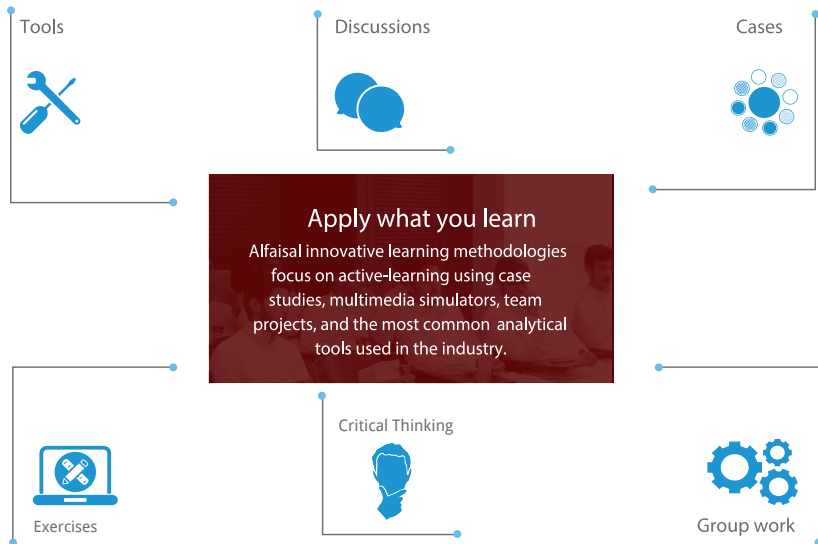 Tools
Discussions
Cases
Apply what you learn
Alfaisal innovative learning methodologies
focus on active-learning using case
studies, multimedia simulators, team
projects, and the most common analytical
tools used in the industry.
Critical Thinking
Exercises
Group work